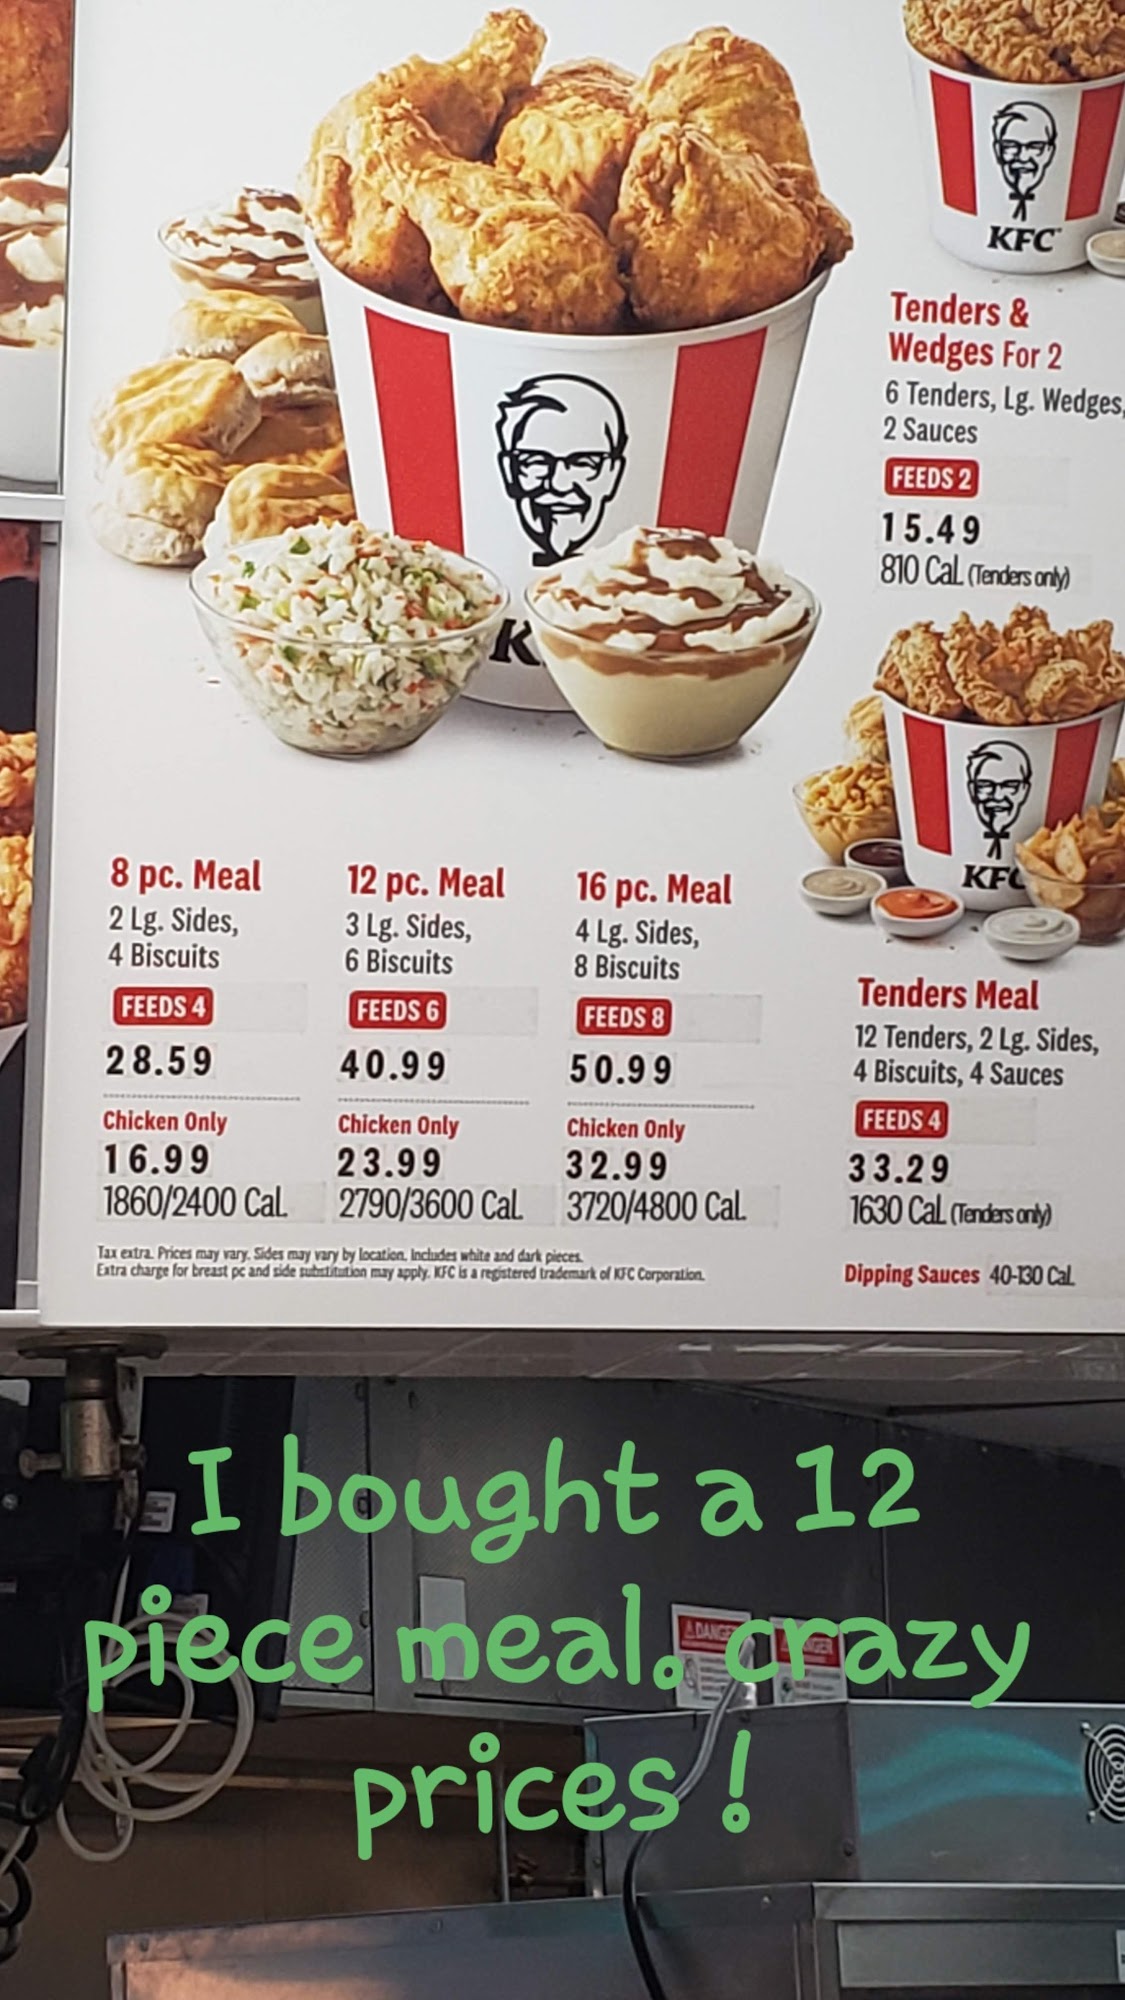 KFC
Tenders &
Wedges For 2
6 Tenders, Lg. Wedges,
2 Sauces
FEEDS 2
15.49
810 Cal. (Tenders only)
K
KFC
8 pc. Meal
2 Lg. Sides,
4 Biscuits
FEEDS 4
28.59
Chicken Only
16.99
1860/2400 Cal.
12 pc. Meal
3 Lg. Sides,
6 Biscuits
FEEDS 6
40.99
Chicken Only
23.99
2790/3600 Cal.
16 pc. Meal
4 Lg. Sides,
8 Biscuits
FEEDS 8
50.99
Chicken Only
32.99
3720/4800 Cal.
Tenders Meal
12 Tenders, 2 Lg. Sides,
4 Biscuits, 4 Sauces
FEEDS 4
33.29
1630 Cal. (Tenders only)
Tax extra. Prices may vary. Sides may vary by location. Includes white and dark pieces.
Extra charge for breast pc and side substitution may apply. KFC is a registered trademark of KFC Corporation.
Dipping Sauces 40-130 Cal.
I bought a 12
piece meal. crazy
prices !